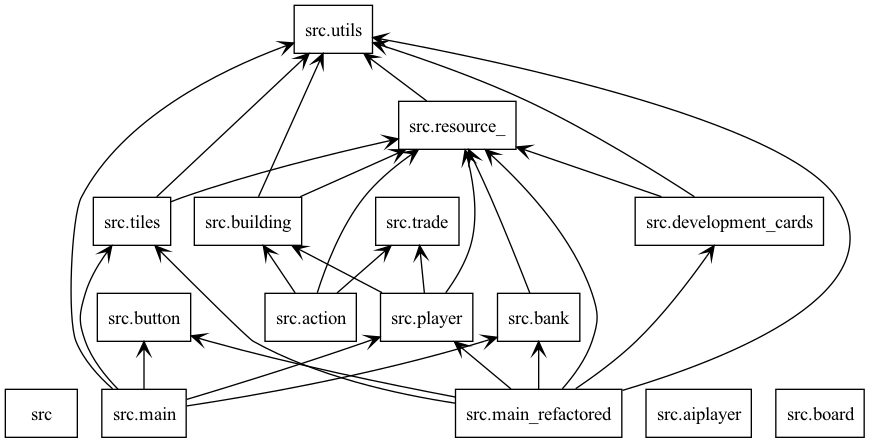 src.utils
src.resource_
src.tiles
src.building
src.trade
src.development_cards
src.button
src.action
src.player
src.bank
src
src.main
src.main_refactored
src.aiplayer
src.board